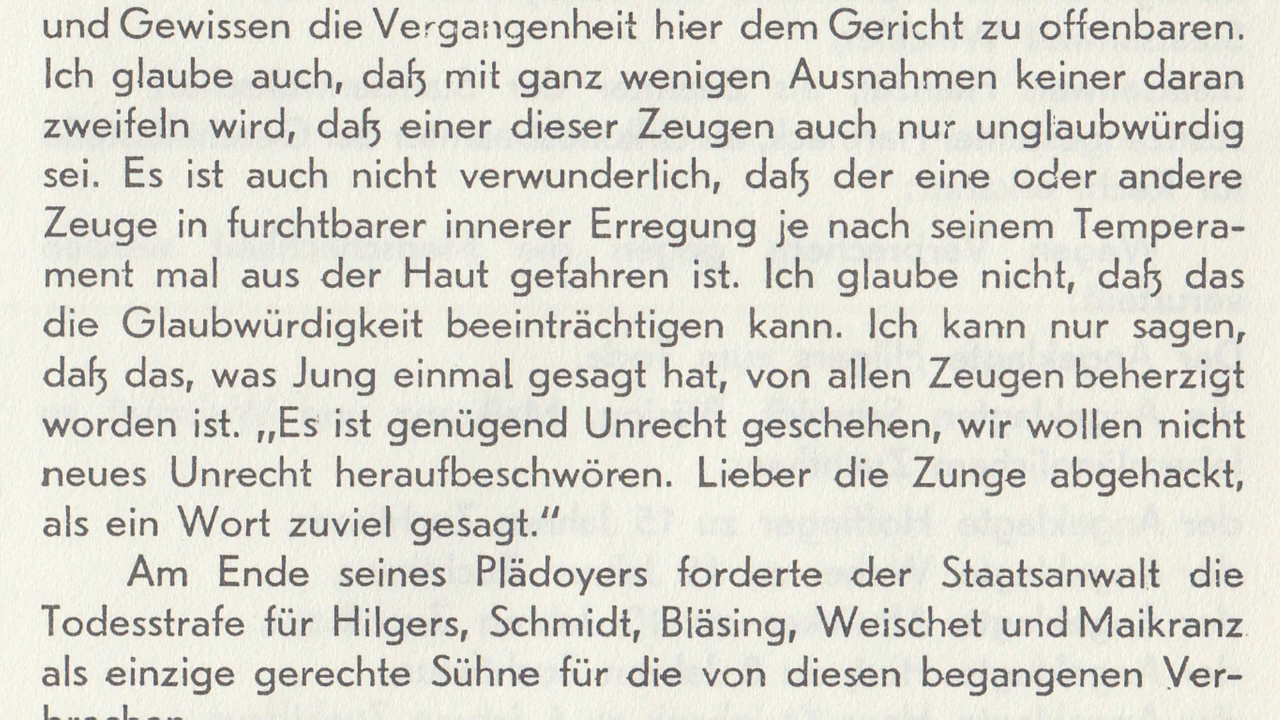 und Gewissen die Vergangenheit hier dem Gericht zu offenbaren.
Ich glaube auch, daß mit ganz wenigen Ausnahmen keiner daran
zweifeln wird, daß einer dieser Zeugen auch nur unglaubwürdig
sei. Es ist auch nicht verwunderlich, daß der eine oder andere
Zeuge in furchtbarer innerer Erregung je nach seinem Tempera-
ment mal aus der Haut gefahren ist. Ich glaube nicht, daß das
die Glaubwürdigkeit beeinträchtigen kann. Ich kann nur sagen,
daß das, was Jung einmal gesagt hat, von allen Zeugen beherzigt
worden ist. „Es ist genügend Unrecht geschehen, wir wollen nicht
neues Unrecht heraufbeschwören. Lieber die Zunge abgehackt,
als ein Wort zuviel gesagt.“
Am Ende seines Plädoyers forderte der Staatsanwalt die
Todesstrafe für Hilgers, Schmidt, Bläsing, Weischet und Maikranz
als einzige gerechte Sühne für die von diesen begangenen Ver-
brechen.